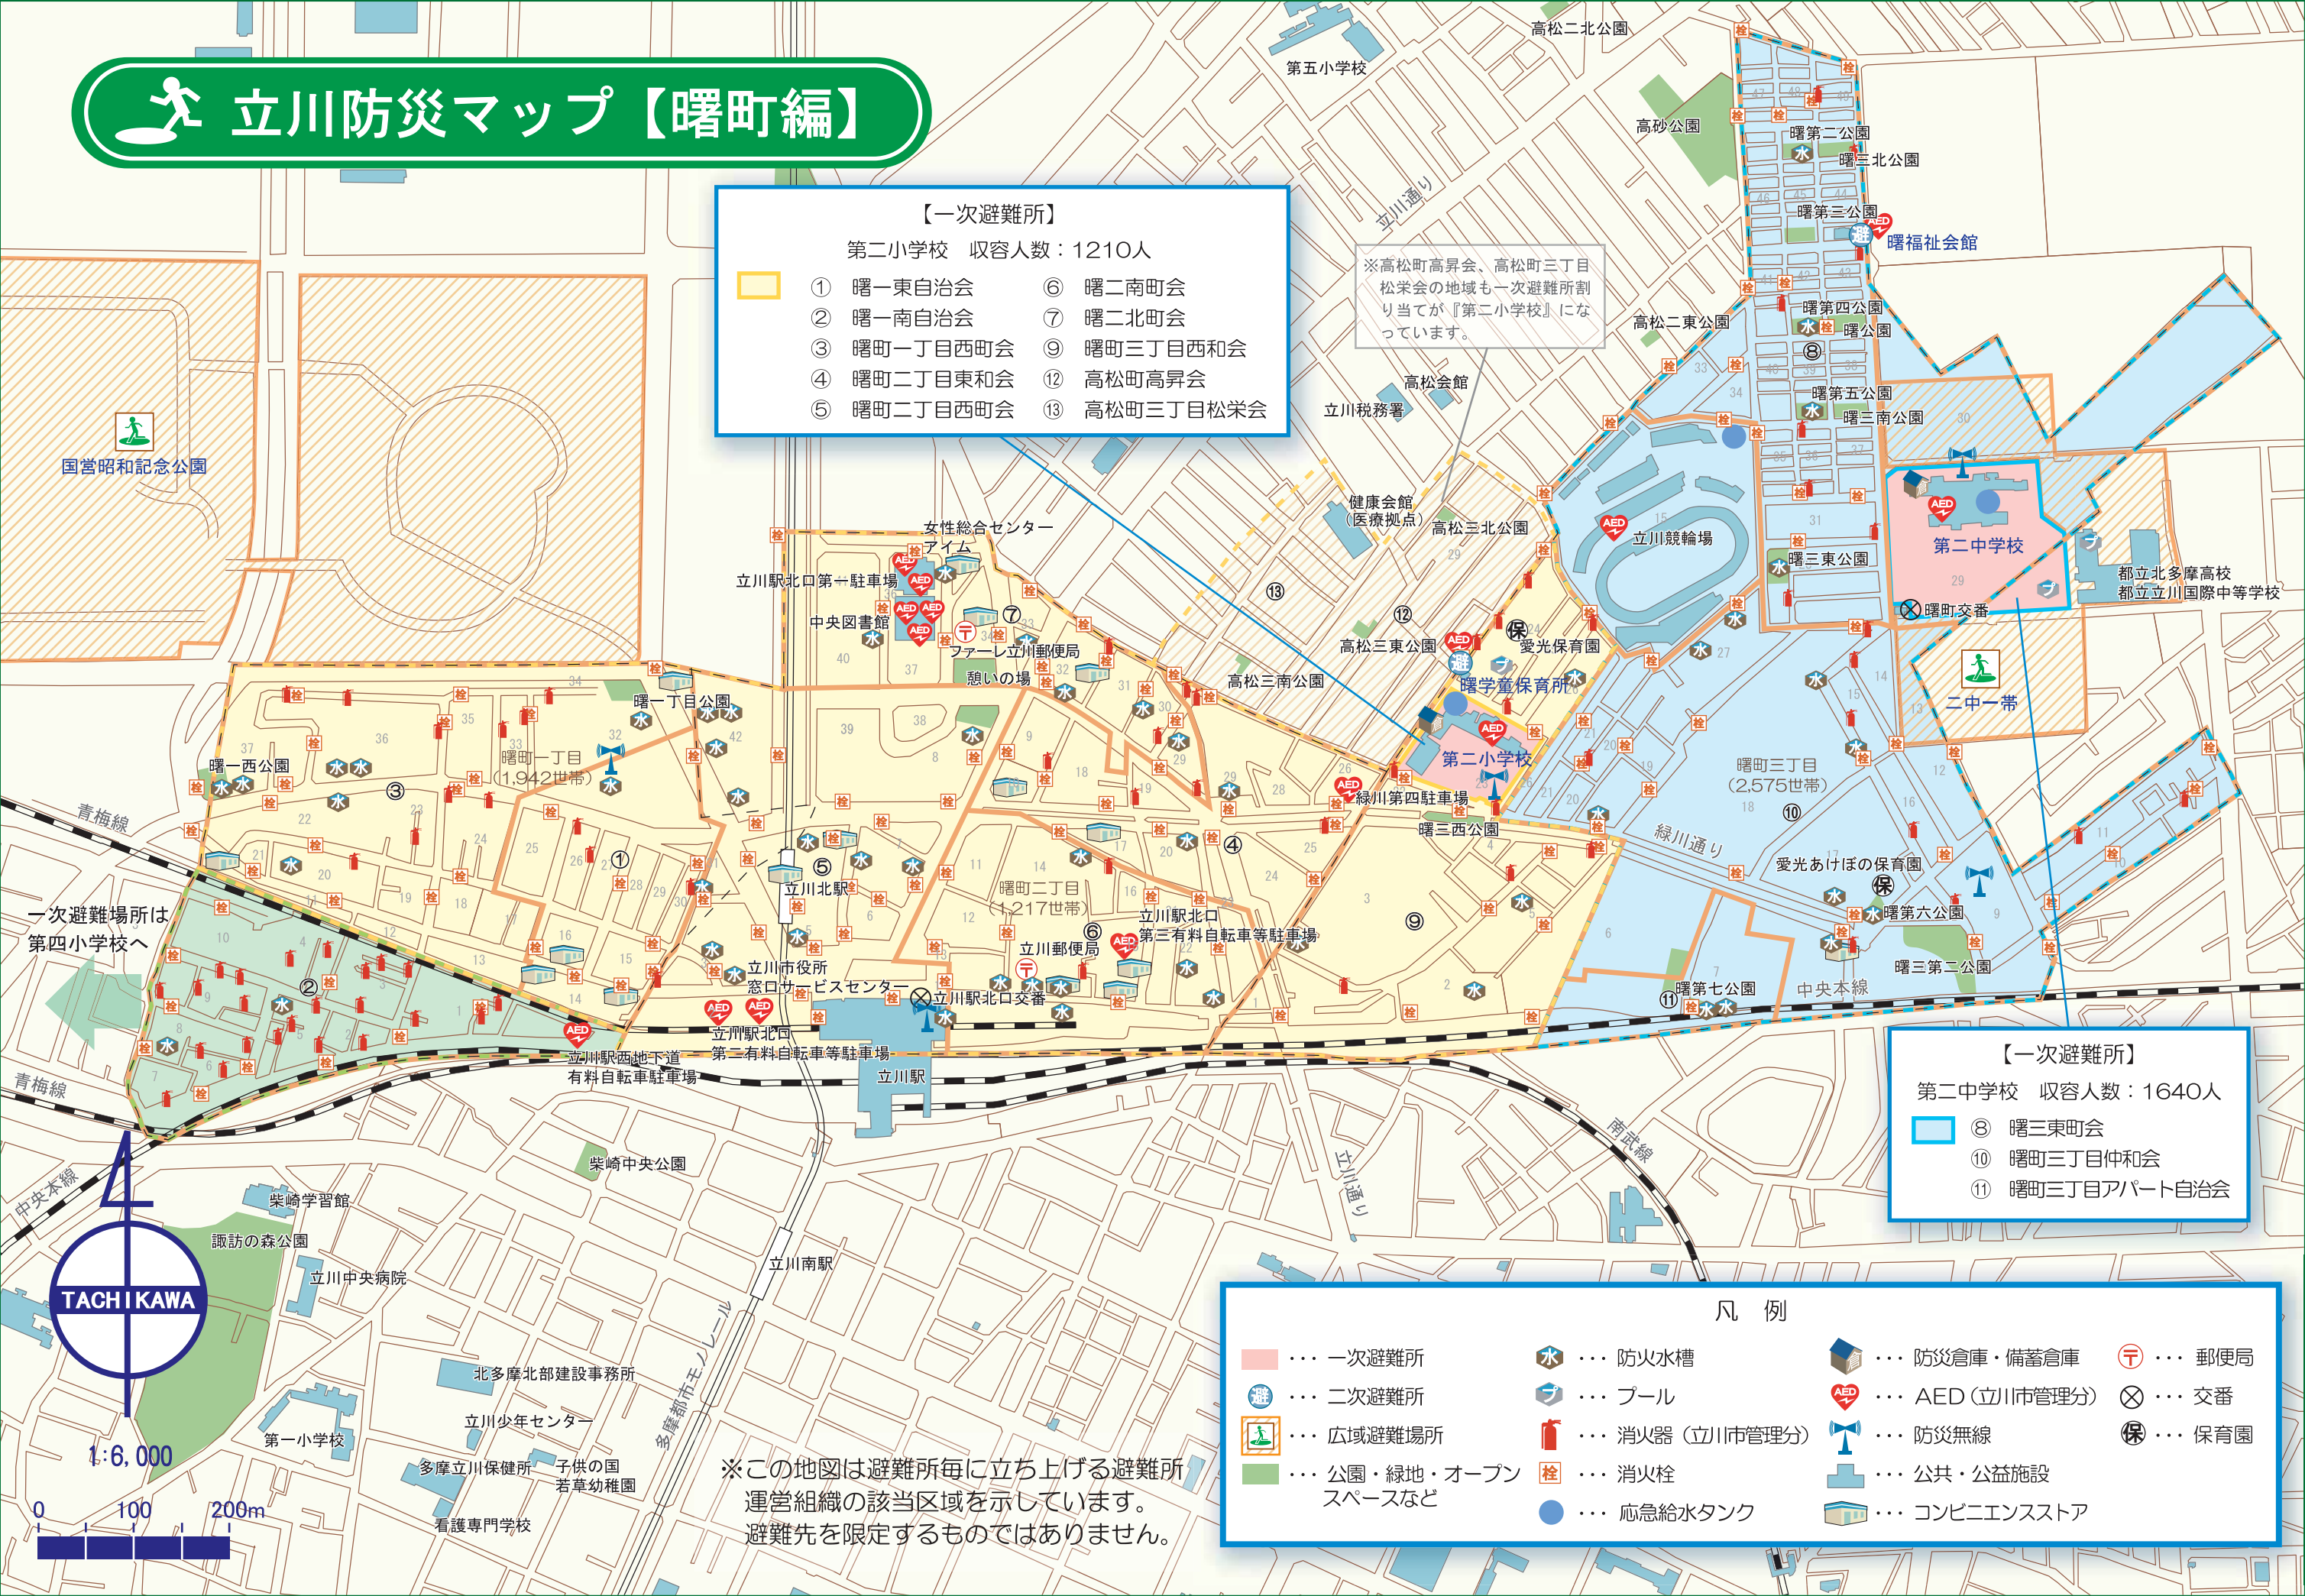 立川防災マップ【曙町編】
【一次避難所】
第二小学校　収容人数：1210人
①　曙一東自治会
②　曙一南自治会
③　曙町一丁目西町会
④　曙町二丁目東和会
⑤　曙町二丁目西町会
⑥　曙二南町会
⑦　曙二北町会
⑨　曙町三丁目西和会
⑫　高松町高昇会
⑬　高松町三丁目松栄会
※高松町高昇会、高松町三丁目
松栄会の地域も一次避難所割
り当てが『第二小学校』にな
っています。
第五小学校
高松二北公園
高砂公園
立川通り
曙第二公園
曙三北公園
曙第三公園
曙福祉会館
曙第四公園
曙公園
高松二東公園
⑧
曙第五公園
曙三南公園
高松会館
立川税務署
国営昭和記念公園
健康会館
（医療拠点）
高松三北公園
立川競輪場
第二中学校
曙三東公園
都立北多摩高校
都立立川国際中等学校
曙町交番
二中一帯
女性総合センター
アイム
立川駅北口第一駐車場
中央図書館
⑦
ファーレ立川郵便局
憩いの場
⑬
⑫
高松三東公園
高松三南公園
愛光保育園
曙学童保育所
第二小学校
緑川第四駐車場
曙三西公園
曙一丁目公園
曙町一丁目
（1,942世帯）
曙一西公園
③
①
②
青梅線
一次避難場所は
第四小学校へ
⑤
立川北駅
④
曙町二丁目
（1,217世帯）
⑥
立川郵便局
立川駅北口
第三有料自転車等駐車場
⑨
曙町三丁目
（2,575世帯）
⑩
緑川通り
愛光あけぼの保育園
曙第六公園
曙三第二公園
曙第七公園
⑪
中央本線
立川市役所
窓口サービスセンター
立川駅北口交番
立川駅北口
第二有料自転車等駐車場
立川駅西地下道
有料自転車駐車場
立川駅
青梅線
中央本線
南武線
立川通り
【一次避難所】
第二中学校　収容人数：1640人
⑧　曙三東町会
⑩　曙町三丁目仲和会
⑪　曙町三丁目アパート自治会
柴崎中央公園
柴崎学習館
諏訪の森公園
立川中央病院
立川南駅
多摩都市モノレール
北多摩北部建設事務所
立川少年センター
第一小学校
多摩立川保健所
子供の国
若草幼稚園
看護専門学校
TACHIKAWA
1:6,000
0　100　200m
※この地図は避難所毎に立ち上げる避難所
運営組織の該当区域を示しています。
避難先を限定するものではありません。
凡　例
・・・ 一次避難所
避 ・・・ 二次避難所
・・・ 広域避難場所
・・・ 公園・緑地・オープン
スペースなど
水 ・・・ 防火水槽
プ ・・・ プール
・・・ 消火器（立川市管理分）
栓 ・・・ 消火栓
・・・ 応急給水タンク
倉 ・・・ 防災倉庫・備蓄倉庫
AED ・・・ AED（立川市管理分）
・・・ 防災無線
・・・ 公共・公益施設
・・・ コンビニエンスストア
〒 ・・・ 郵便局
・・・ 交番
保 ・・・ 保育園